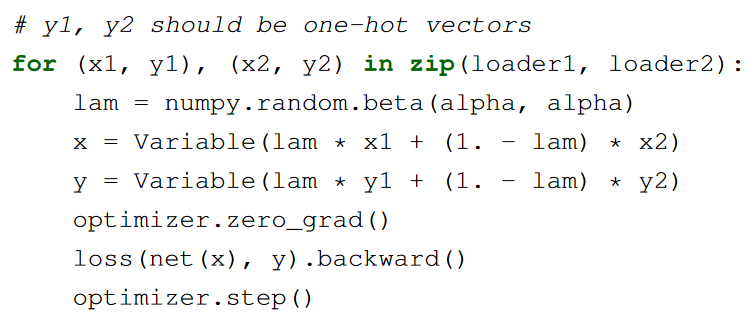 # y1, y2 should be one-hot vectors
for (x1, y1), (x2, y2) in zip(loader1, loader2):
    lam = numpy.random.beta(alpha, alpha)
    x = Variable(lam * x1 + (1. - lam) * x2)
    y = Variable(lam * y1 + (1. - lam) * y2)
    optimizer.zero_grad()
    loss(net(x), y).backward()
    optimizer.step()